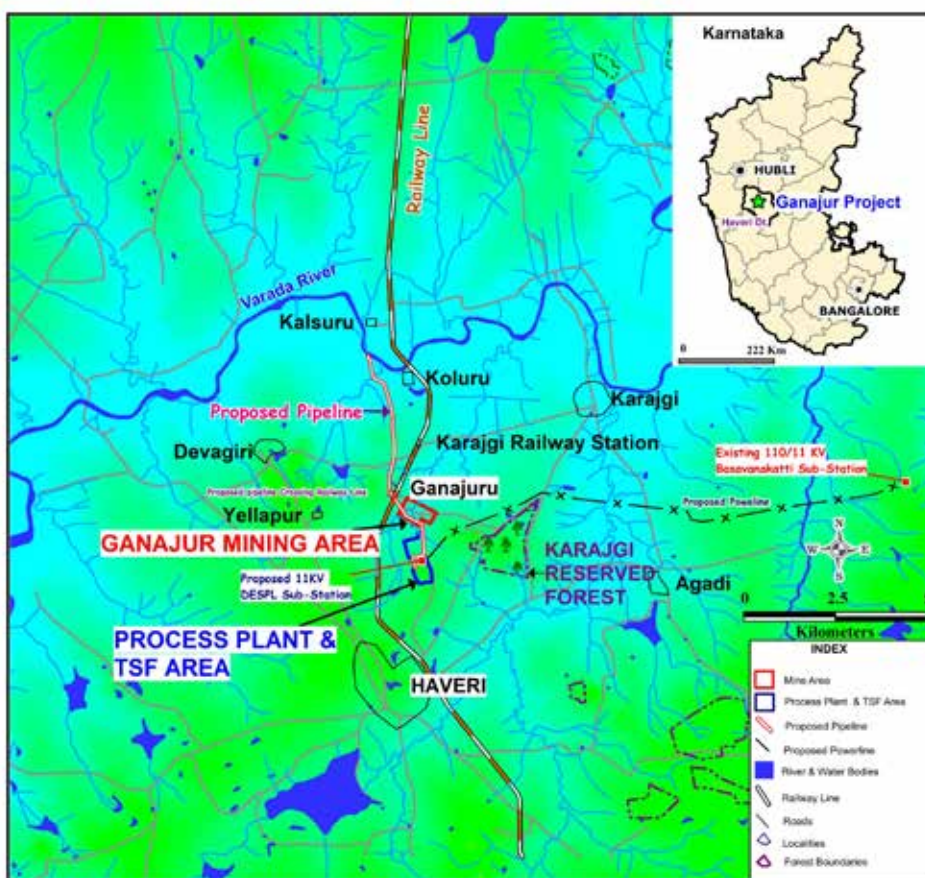 Karnataka
HUBLI
Ganajur Project
Haveri Dt.
BANGALORE
0 222 Km
Railway Line
Varada River
Kalsuru
Koluru
Karajgi
Proposed Pipeline
Karajgi Railway Station
Devagiri
Existing 110/11 KV
Basavanakatti Sub-Station
Proposed pipeline Crossing Railway Line
Ganajuru
Proposed Powerline
Yellapur
GANAJUR MINING AREA
KARAJGI
RESERVED
FOREST
Proposed 11KV
DESPL Sub-Station
Agadi
N
W E
S
0 2.5
Kilometers
PROCESS PLANT &
TSF AREA
HAVERI
INDEX
Mine Area
Process Plant & TSF Area
Proposed Pipeline
Proposed Powerline
River & Water Bodies
Railway Line
Roads
Localities
Forest Boundaries